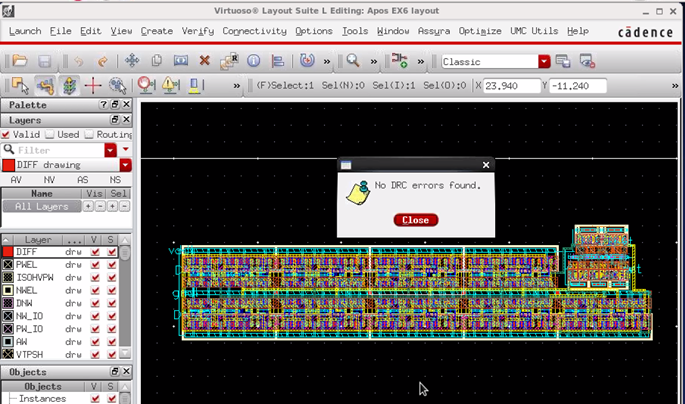 Virtuoso® Layout Suite L Editing: Apos EX6 layout
Launch File Edit View Create Verify Connectivity Options Tools Window Assura Optimize UMC Utils Help cādence
» » Classic
» (F)Select:1 Sel(N):0 Sel(I):1 Sel(O):0 X 23.940 Y -11.240 »
Palette
Layers
Valid Used Routing
Filter
DIFF drawing
AV NV AS NS
Name Vis Sel
All Layers
Layer ... V S
DIFF drw
PWEL drw
ISOHVPW drw
NWEL drw
DNW drw
NW_IO drw
PW_IO drw
AW drw
VTPSH drw
Objects
Objects V S
Instances
No DRC errors found.
Close